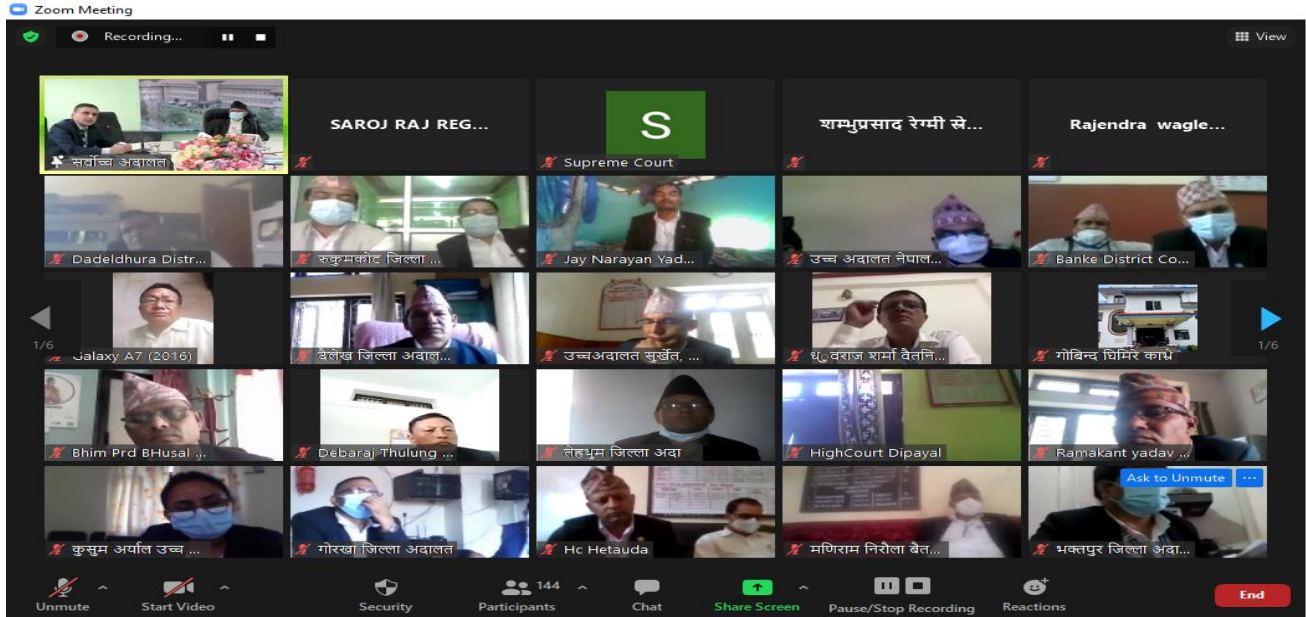 Zoom Meeting
Recording...
View
सर्वोच्च अदालत
SAROJ RAJ REG...
S
Supreme Court
शम्भुप्रसाद रेग्मी से...
Rajendra wagle...
Dadeldhura Distr...
रुकुमकोट जिल्ला ...
Jay Narayan Yad...
उच्च अदालत नेपाल...
Banke District Co...
1/6
Galaxy A7 (2016)
दैलेख जिल्ला अदाल...
उच्चअदालत सुर्खेत, ...
गोबिन्द घिमिरे काभ्रे
1/6
Bhim Prd BHusal ...
Debaraj Thulung ...
HighCourt Dipayal
Ramakant yadav ...
Ask to Unmute
...
कुसुम अर्याल उच्च ...
गोरखा जिल्ला अदालत
Hc Hetauda
मणिराम निरौला बैत...
भक्तपुर जिल्ला अदा...
Unmute
Start Video
Security
144
Participants
Chat
Share Screen
Pause/Stop Recording
Reactions
End